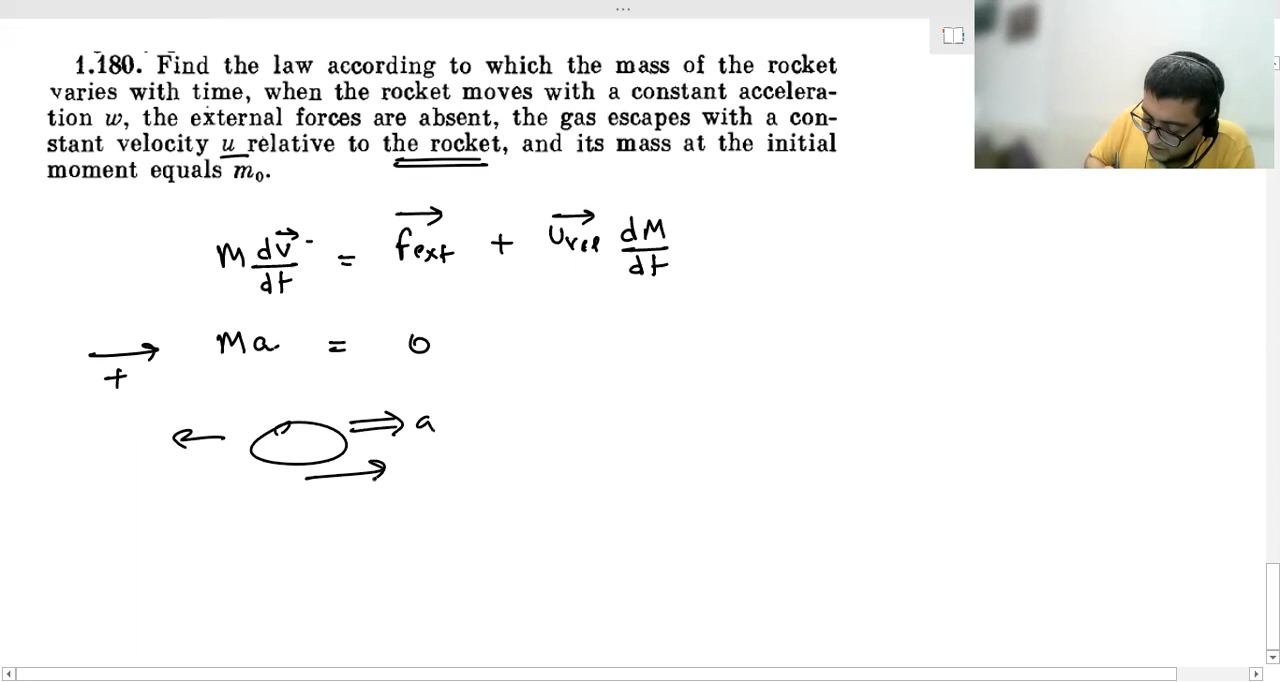 1.180. Find the law according to which the mass of the rocket
varies with time, when the rocket moves with a constant accelera-
tion w, the external forces are absent, the gas escapes with a con-
stant velocity u relative to the rocket, and its mass at the initial
moment equals m₀.
M dv/dt = fext + Urel dM/dt
Ma = 0
+
a